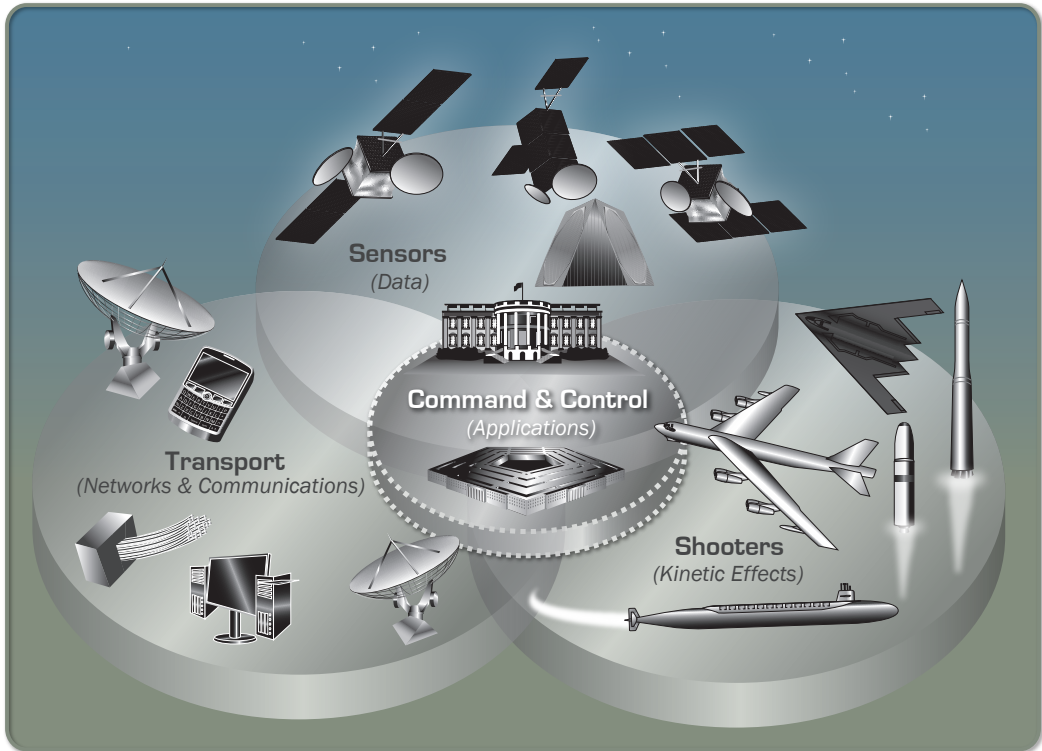 Sensors
(Data)
Command & Control
(Applications)
Transport
(Networks & Communications)
Shooters
(Kinetic Effects)